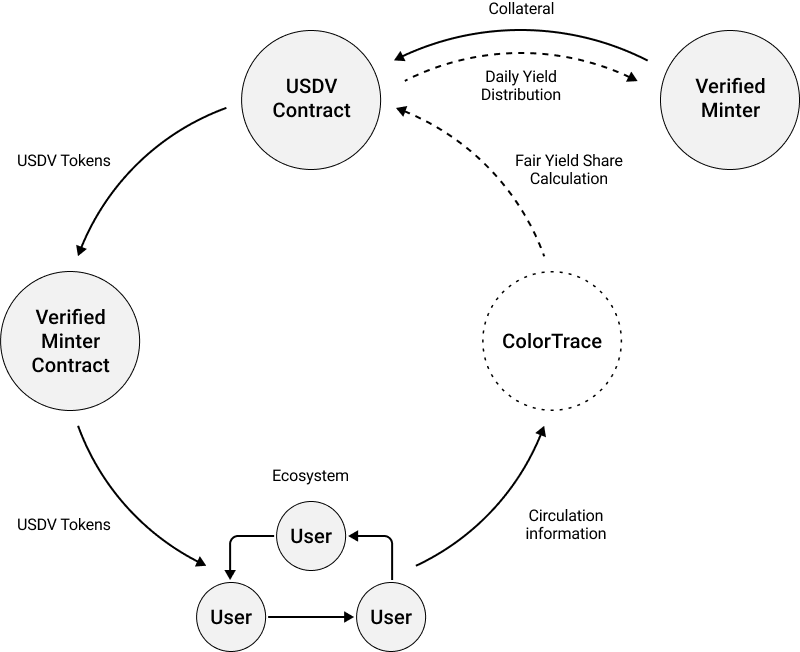 Collateral
USDV
Contract
Daily Yield
Distribution
Verified
Minter
USDV Tokens
Fair Yield Share
Calculation
Verified
Minter
Contract
ColorTrace
Ecosystem
USDV Tokens
Circulation
information
User
User
User